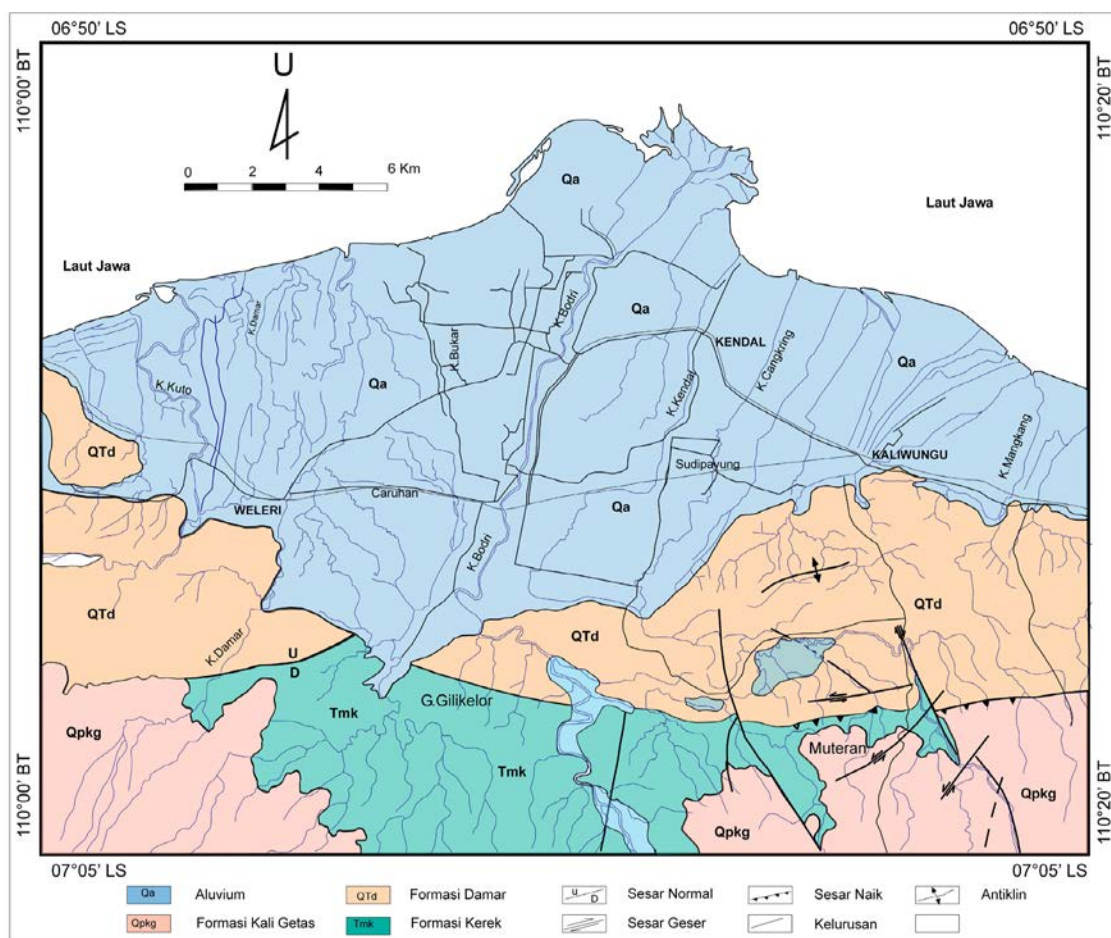 06°50’ LS 06°50’ LS
110°00’ BT
110°20’ BT
U
0 2 4 6 Km
Qa
Laut Jawa
Laut Jawa
K.Damar
K.Bodri
Qa
K.Bukar
KENDAL
K.Cangkring
Qa
Qa
K.Kuto
K.Kendal
QTd
KALIWUNGU
K.Mangkang
Sudipayung
Caruhan
WELERI
Qa
K.Bodri
QTd
QTd
QTd
K.Damar
U
D
G.Gilikelor
Qpkg
Tmk
Muteran
Tmk
Qpkg
Qpkg
110°00’ BT
110°20’ BT
07°05’ LS 07°05’ LS
Qa Aluvium QTd Formasi Damar U D Sesar Normal Sesar Naik Antiklin
Qpkg Formasi Kali Getas Tmk Formasi Kerek Sesar Geser Kelurusan